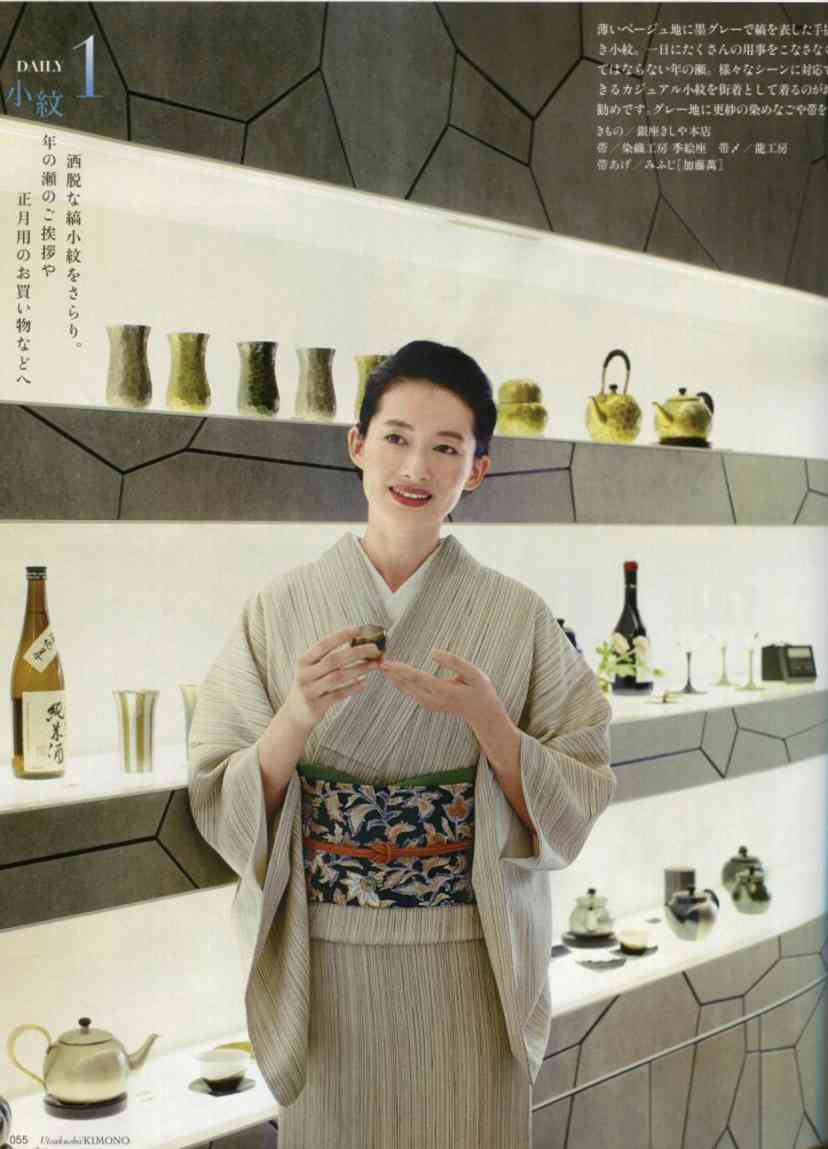 DAILY 1
小紋
洒脱な縞小紋をさらり。
年の瀬のご挨拶や
正月用のお買い物などへ
薄いベージュ地に墨グレーで縞を表した手描
き小紋。一日にたくさんの用事をこなさなく
てはならない年の瀬。様々なシーンに対応で
きるカジュアル小紋を街着として着るのがお
勧めです。グレー地に更紗の染めなごや帯を
きもの/銀座きしや本店
帯/染織工房 季絵座 帯〆/龍工房
帯あげ/みふじ[加藤萬]
純米酒
055 Utsukushii KIMONO